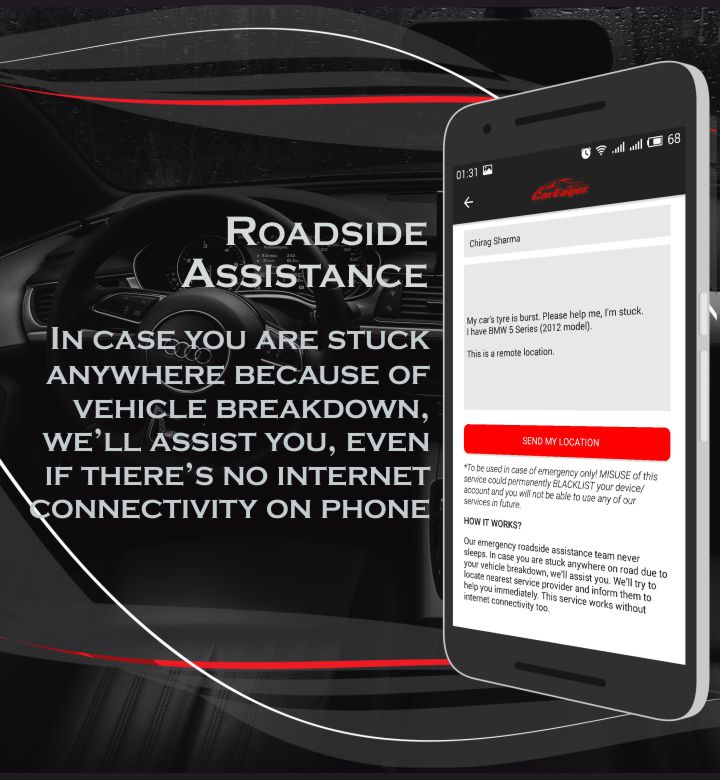 Roadside
Assistance
In case you are stuck
anywhere because of
vehicle breakdown,
we'll assist you, even
if there's no internet
connectivity on phone
01:31
68
CarEager
Chirag Sharma
My car's tyre is burst. Please help me, I'm stuck.
I have BMW 5 Series (2012 model).
This is a remote location.
SEND MY LOCATION
*To be used in case of emergency only! MISUSE of this
service could permanently BLACKLIST your device/
account and you will not be able to use any of our
services in future.
HOW IT WORKS?
Our emergency roadside assistance team never
sleeps. In case you are stuck anywhere on road due to
your vehicle breakdown, we'll assist you. We'll try to
locate nearest service provider and inform them to
help you immediately. This service works without
internet connectivity too.